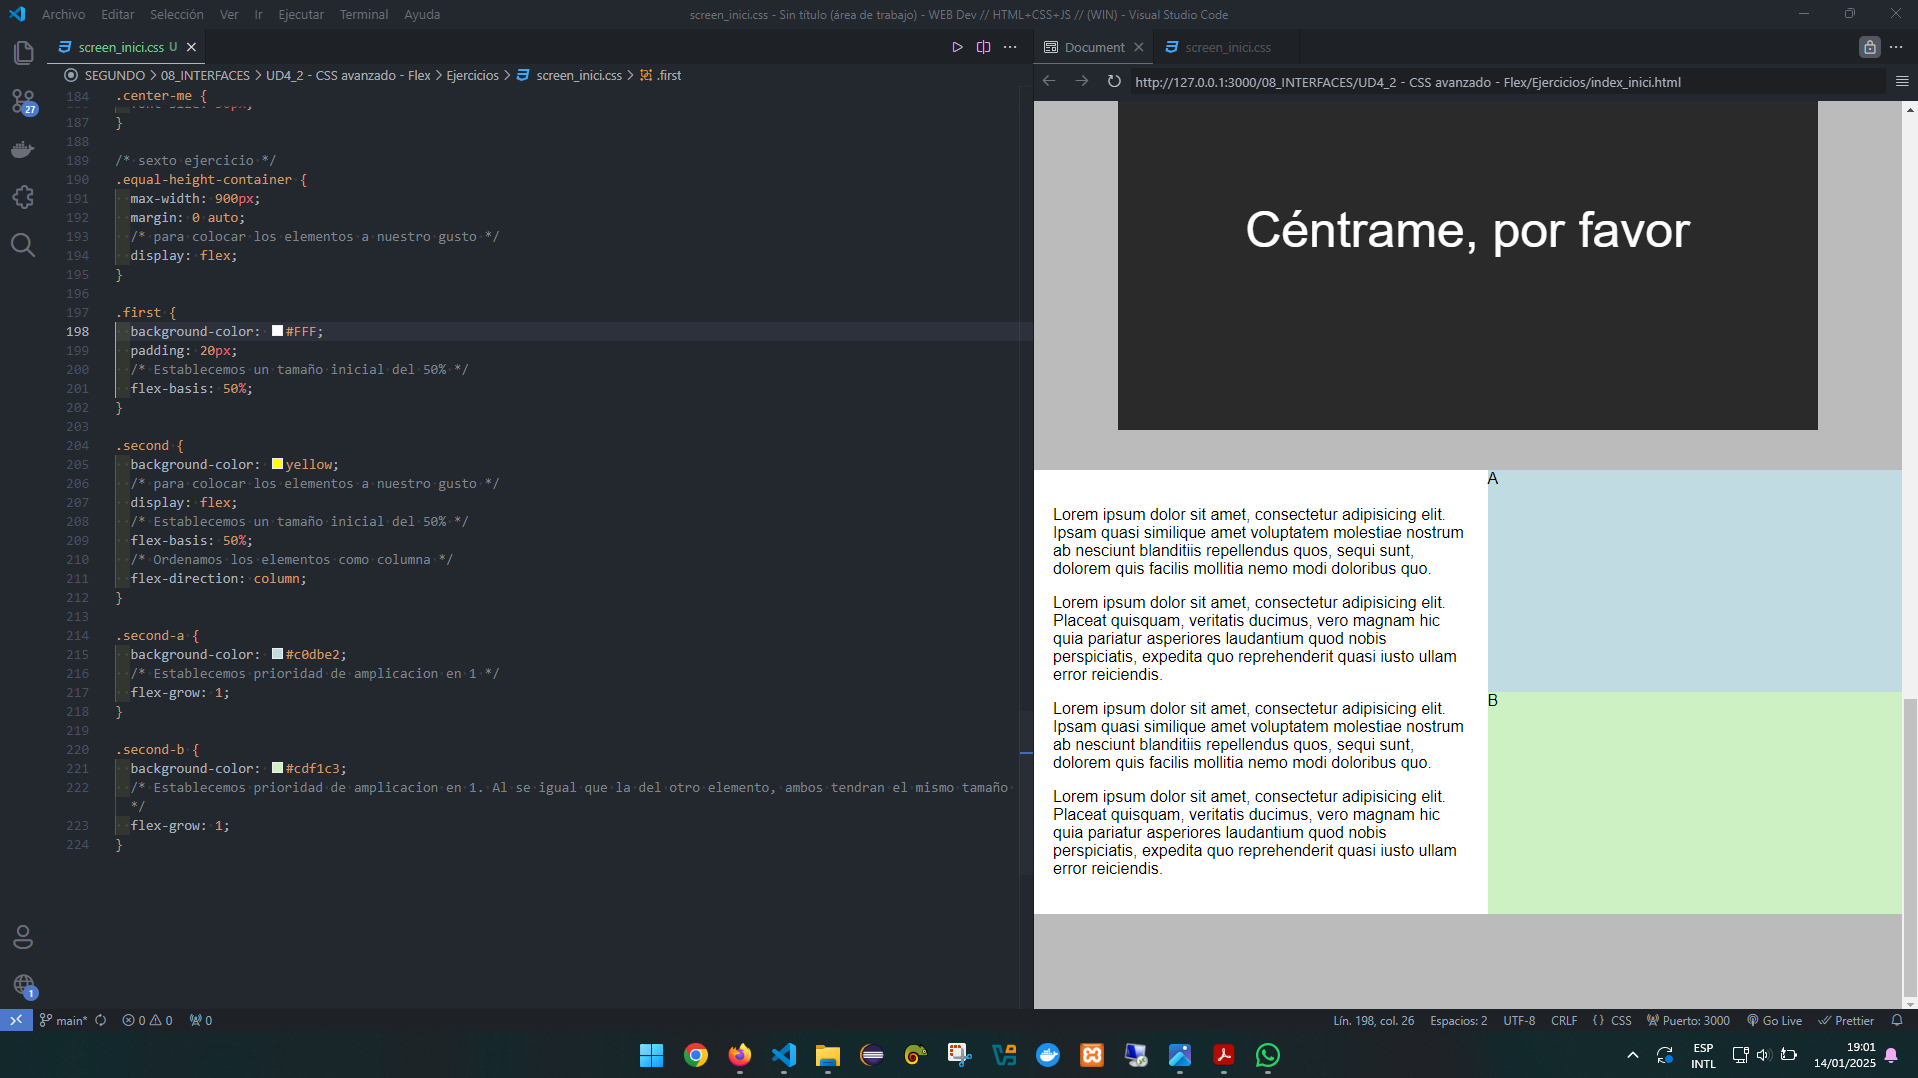 Archivo Editar Selección Ver Ir Ejecutar Terminal Ayuda
screen_inici.css - Sin título (área de trabajo) - WEB Dev // HTML+CSS+JS // (WIN) - Visual Studio Code
screen_inici.css U
SEGUNDO > 08_INTERFACES > UD4_2 - CSS avanzado - Flex > Ejercicios > screen_inici.css > .first
184 .center-me {
187 }
188
189 /* sexto ejercicio */
190 .equal-height-container {
191 max-width: 900px;
192 margin: 0 auto;
193 /* para colocar los elementos a nuestro gusto */
194 display: flex;
195 }
196
197 .first {
198 background-color: #FFF;
199 padding: 20px;
200 /* Establecemos un tamaño inicial del 50% */
201 flex-basis: 50%;
202 }
203
204 .second {
205 background-color: yellow;
206 /* para colocar los elementos a nuestro gusto */
207 display: flex;
208 /* Establecemos un tamaño inicial del 50% */
209 flex-basis: 50%;
210 /* Ordenamos los elementos como columna */
211 flex-direction: column;
212 }
213
214 .second-a {
215 background-color: #c0dbe2;
216 /* Establecemos prioridad de amplicacion en 1 */
217 flex-grow: 1;
218 }
219
220 .second-b {
221 background-color: #cdf1c3;
222 /* Establecemos prioridad de amplicacion en 1. Al se igual que la del otro elemento, ambos tendran el mismo tamaño
*/
223 flex-grow: 1;
224 }
27
1
Document
screen_inici.css
http://127.0.0.1:3000/08_INTERFACES/UD4_2 - CSS avanzado - Flex/Ejercicios/index_inici.html
Céntrame, por favor
Lorem ipsum dolor sit amet, consectetur adipisicing elit.
Ipsam quasi similique amet voluptatem molestiae nostrum
ab nesciunt blanditiis repellendus quos, sequi sunt,
dolorem quis facilis mollitia nemo modi doloribus quo.
Lorem ipsum dolor sit amet, consectetur adipisicing elit.
Placeat quisquam, veritatis ducimus, vero magnam hic
quia pariatur asperiores laudantium quod nobis
perspiciatis, expedita quo reprehenderit quasi iusto ullam
error reiciendis.
Lorem ipsum dolor sit amet, consectetur adipisicing elit.
Ipsam quasi similique amet voluptatem molestiae nostrum
ab nesciunt blanditiis repellendus quos, sequi sunt,
dolorem quis facilis mollitia nemo modi doloribus quo.
Lorem ipsum dolor sit amet, consectetur adipisicing elit.
Placeat quisquam, veritatis ducimus, vero magnam hic
quia pariatur asperiores laudantium quod nobis
perspiciatis, expedita quo reprehenderit quasi iusto ullam
error reiciendis.
A
B
main* 0 0 0
Lín. 198, col. 26 Espacios: 2 UTF-8 CRLF {} CSS Puerto: 3000 Go Live Prettier
ESP
INTL
19:01
14/01/2025